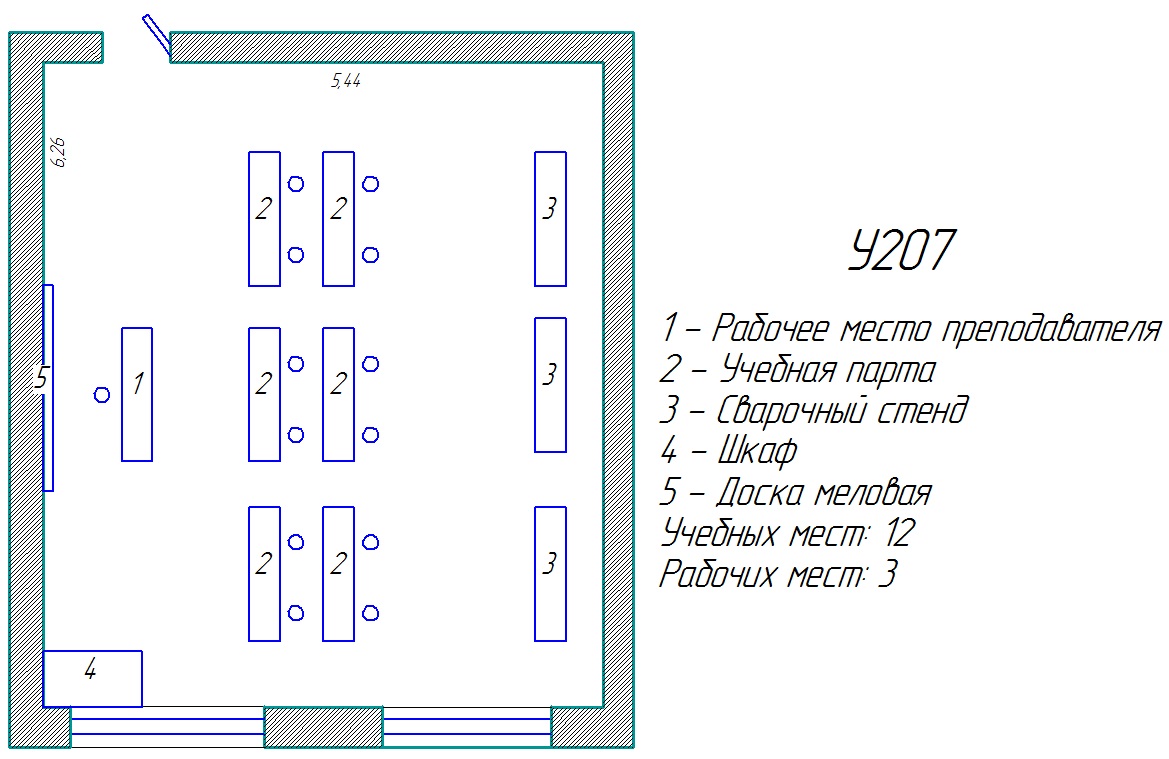 5,44
6,26
2 2 3
5 1 2 2 3
2 2 3
4
У207
1 – Рабочее место преподавателя
2 – Учебная парта
3 – Сварочный стенд
4 – Шкаф
5 – Доска меловая
Учебных мест: 12
Рабочих мест: 3